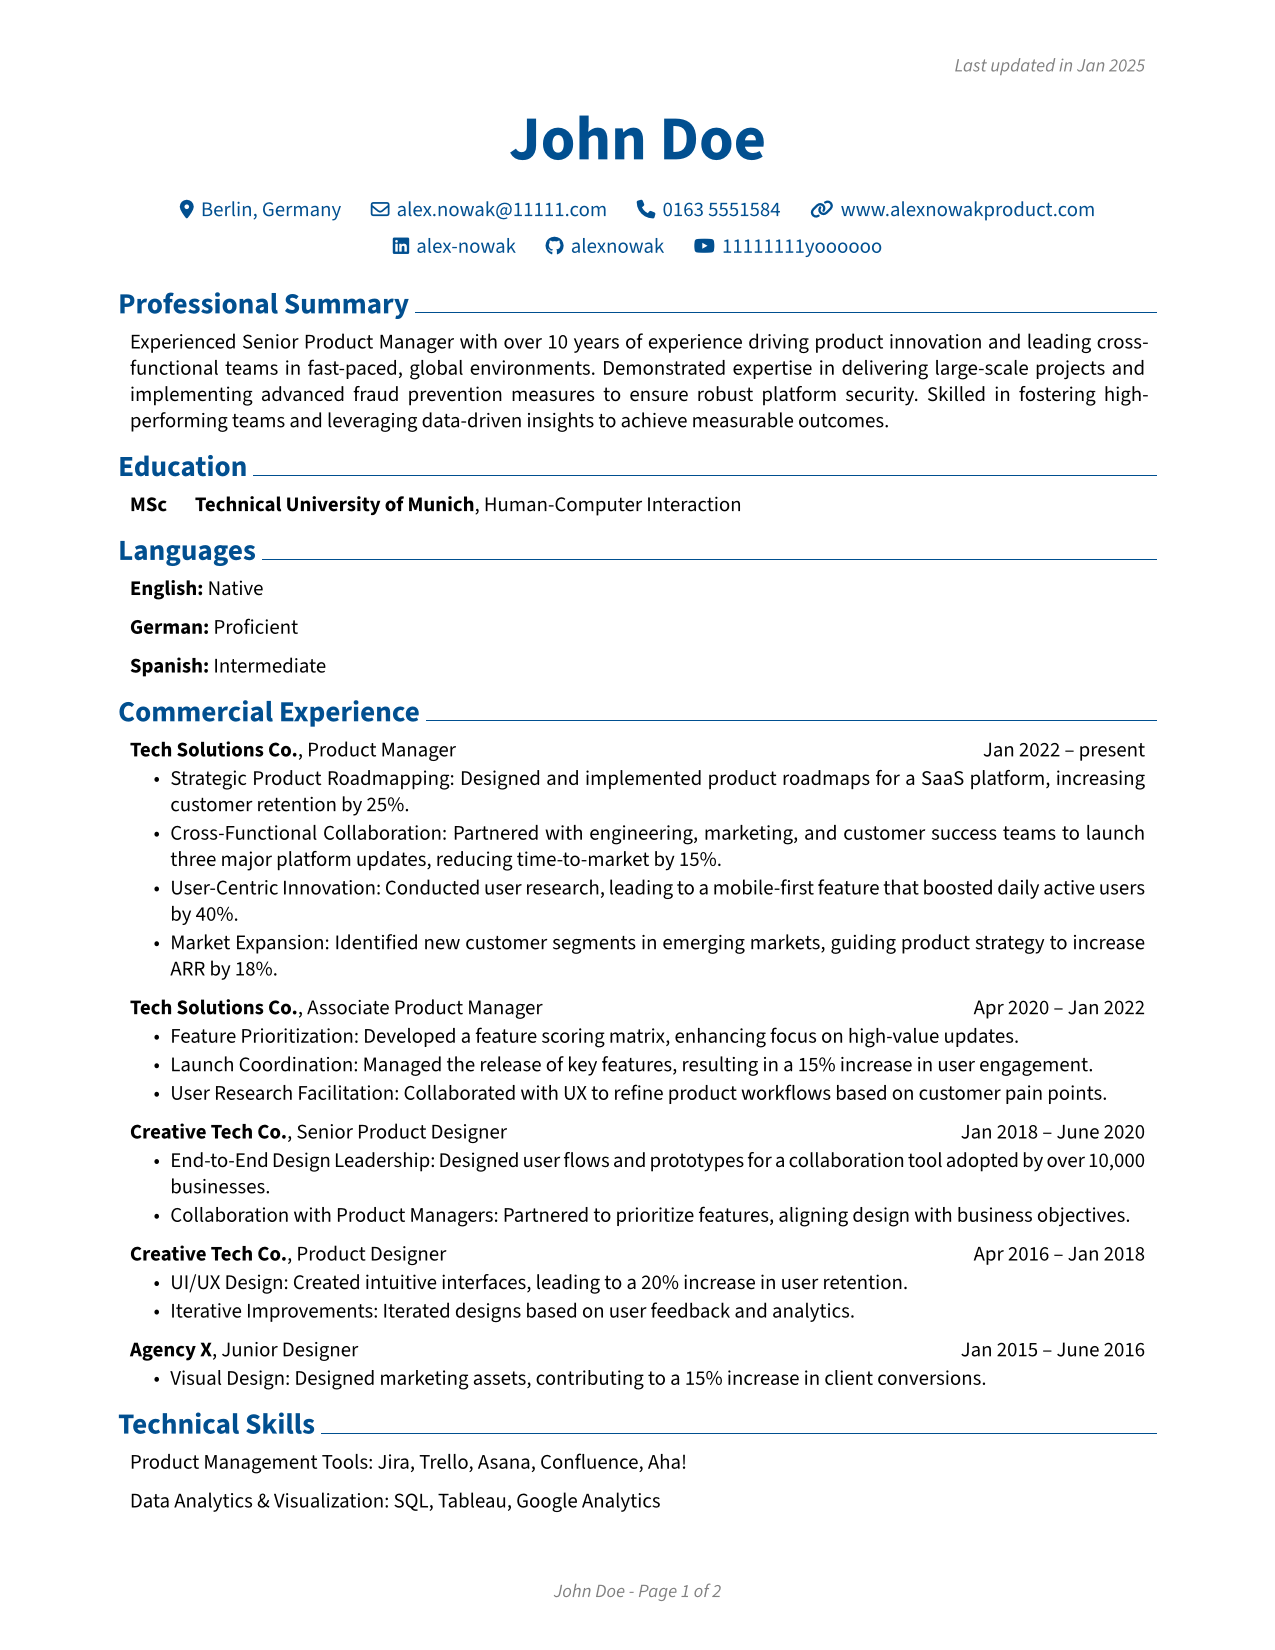 Last updated in Jan 2025
John Doe
Berlin, Germany alex.nowak@11111.com 0163 5551584 www.alexnowakproduct.com
alex-nowak alexnowak 11111111yoooooo
Professional Summary
Experienced Senior Product Manager with over 10 years of experience driving product innovation and leading cross-
functional teams in fast-paced, global environments. Demonstrated expertise in delivering large-scale projects and
implementing advanced fraud prevention measures to ensure robust platform security. Skilled in fostering high-
performing teams and leveraging data-driven insights to achieve measurable outcomes.
Education
MSc Technical University of Munich, Human-Computer Interaction
Languages
English: Native
German: Proficient
Spanish: Intermediate
Commercial Experience
Tech Solutions Co., Product Manager Jan 2022 – present
• Strategic Product Roadmapping: Designed and implemented product roadmaps for a SaaS platform, increasing
customer retention by 25%.
• Cross-Functional Collaboration: Partnered with engineering, marketing, and customer success teams to launch
three major platform updates, reducing time-to-market by 15%.
• User-Centric Innovation: Conducted user research, leading to a mobile-first feature that boosted daily active users
by 40%.
• Market Expansion: Identified new customer segments in emerging markets, guiding product strategy to increase
ARR by 18%.
Tech Solutions Co., Associate Product Manager Apr 2020 – Jan 2022
• Feature Prioritization: Developed a feature scoring matrix, enhancing focus on high-value updates.
• Launch Coordination: Managed the release of key features, resulting in a 15% increase in user engagement.
• User Research Facilitation: Collaborated with UX to refine product workflows based on customer pain points.
Creative Tech Co., Senior Product Designer Jan 2018 – June 2020
• End-to-End Design Leadership: Designed user flows and prototypes for a collaboration tool adopted by over 10,000
businesses.
• Collaboration with Product Managers: Partnered to prioritize features, aligning design with business objectives.
Creative Tech Co., Product Designer Apr 2016 – Jan 2018
• UI/UX Design: Created intuitive interfaces, leading to a 20% increase in user retention.
• Iterative Improvements: Iterated designs based on user feedback and analytics.
Agency X, Junior Designer Jan 2015 – June 2016
• Visual Design: Designed marketing assets, contributing to a 15% increase in client conversions.
Technical Skills
Product Management Tools: Jira, Trello, Asana, Confluence, Aha!
Data Analytics & Visualization: SQL, Tableau, Google Analytics
John Doe - Page 1 of 2